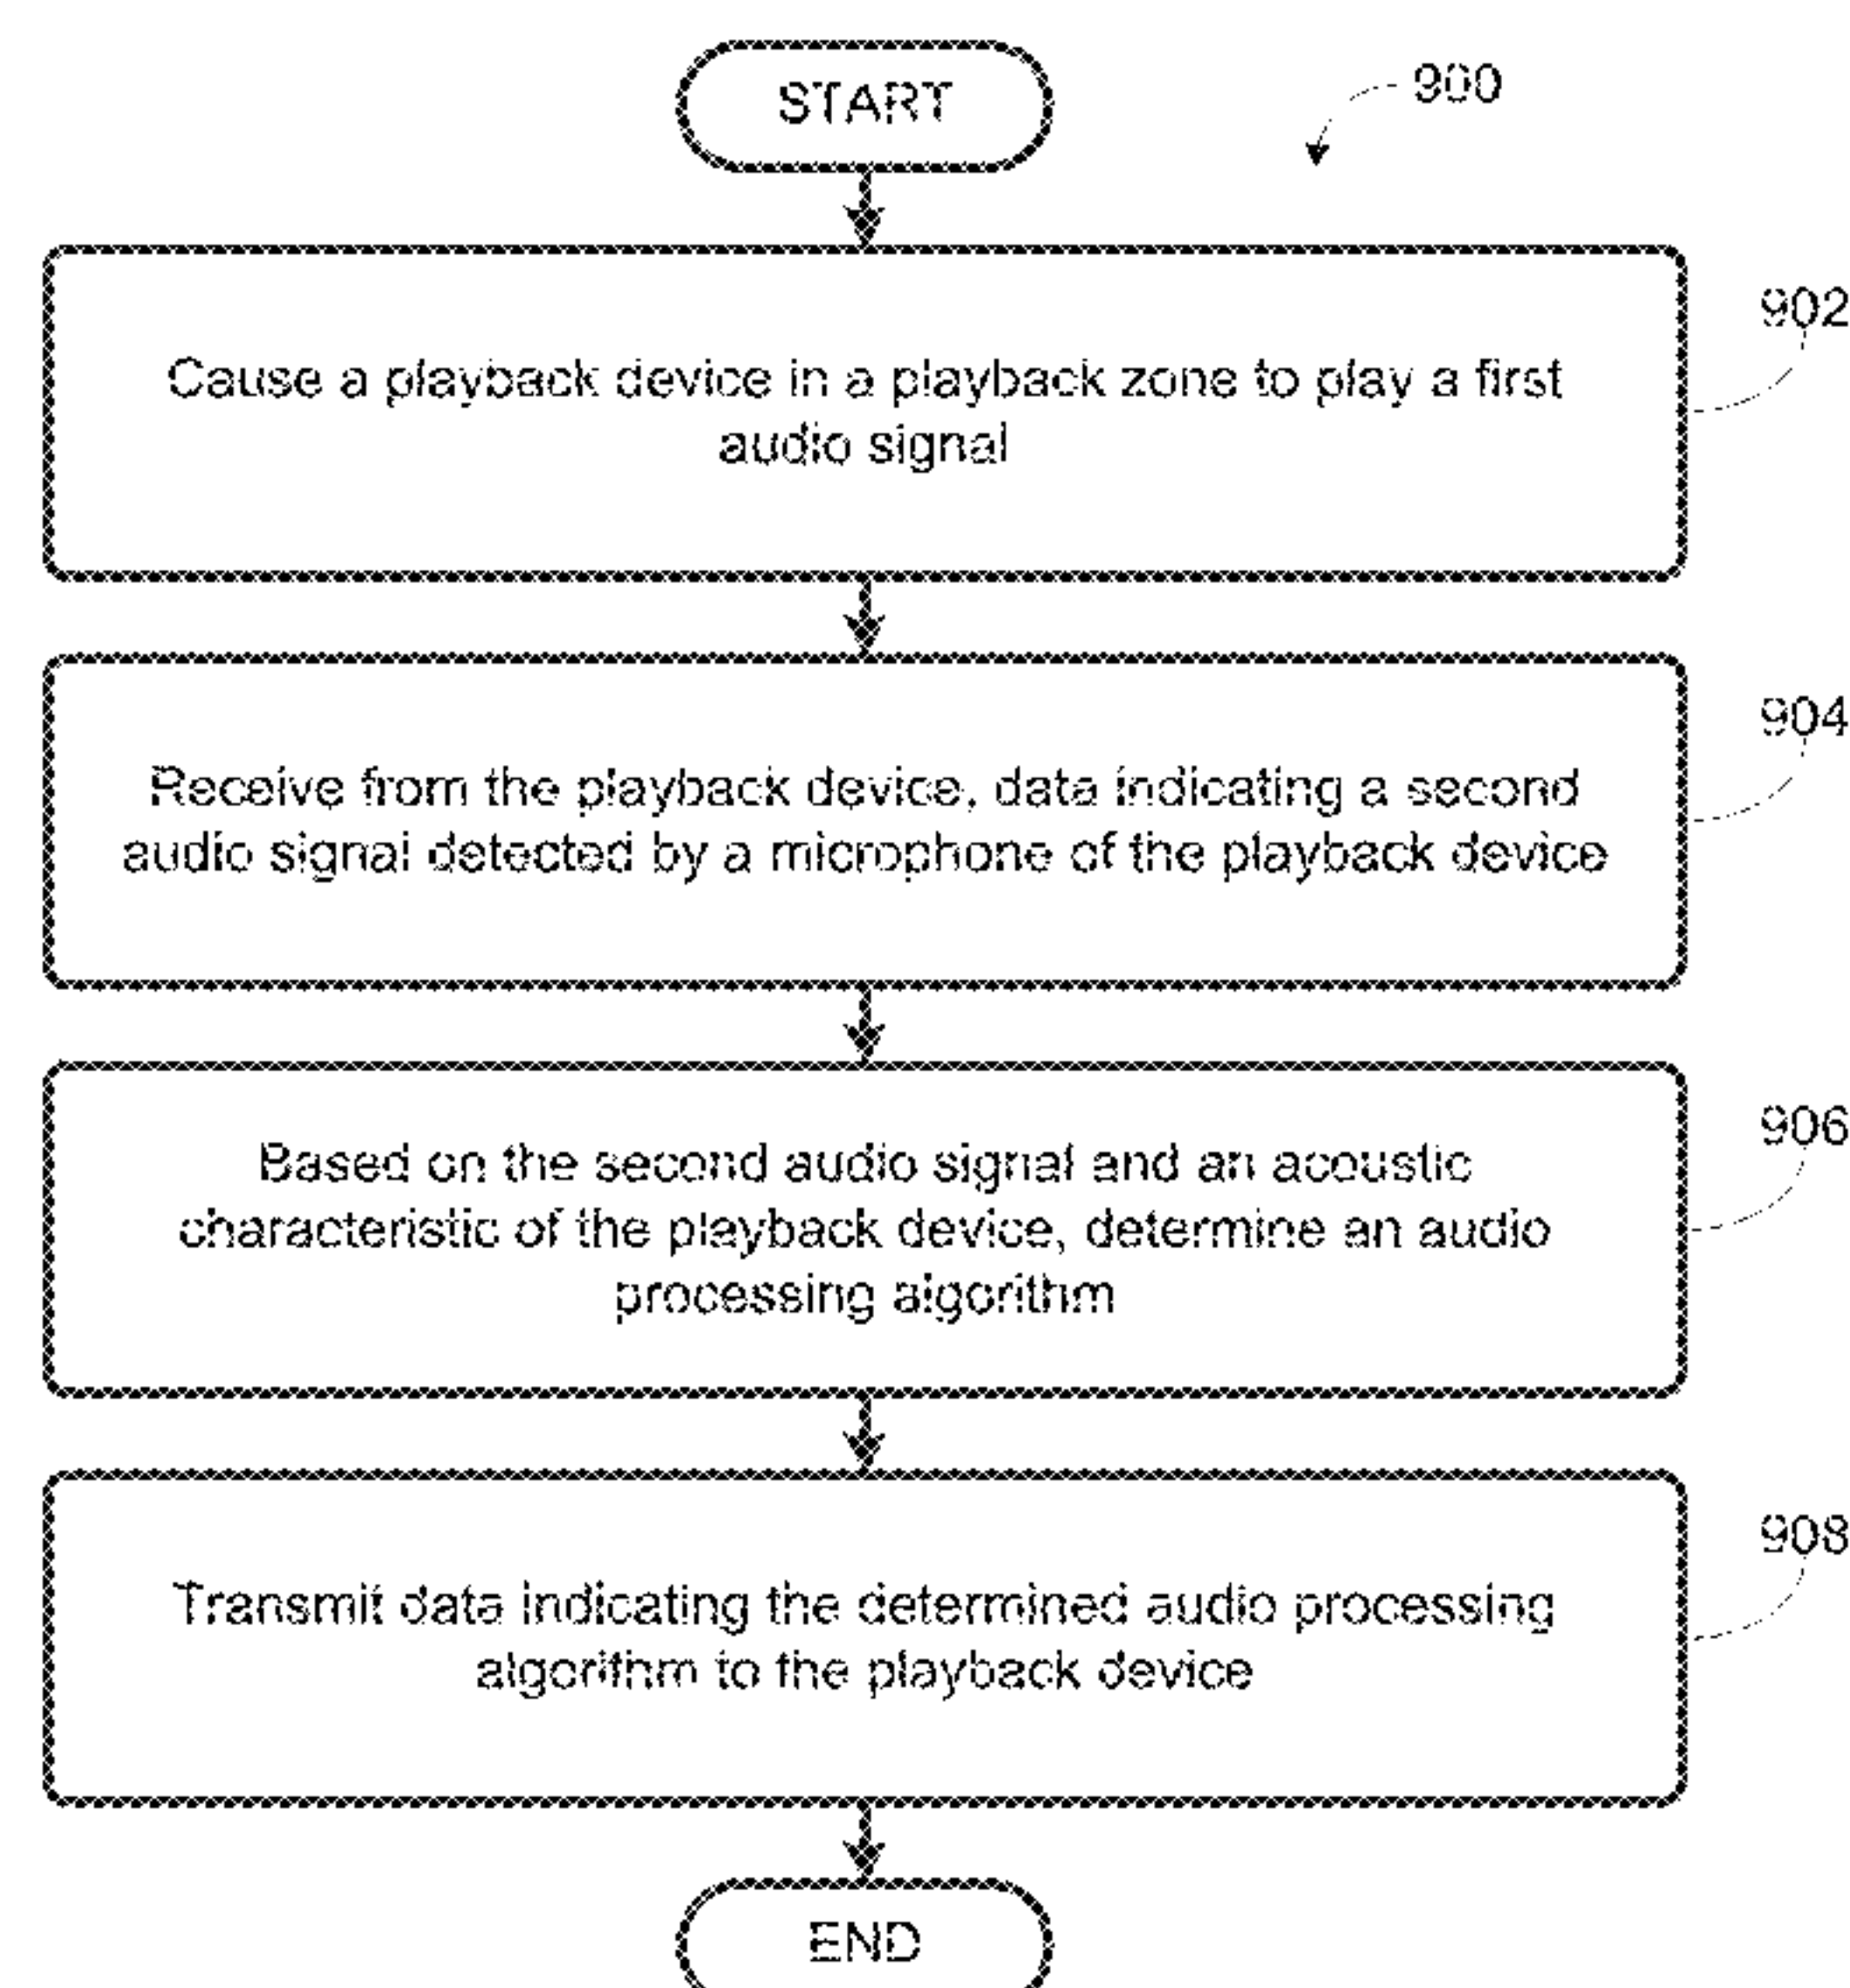 START
900
902
Cause a playback device in a playback zone to play a first
audio signal
904
Receive from the playback device, data indicating a second
audio signal detected by a microphone of the playback device
906
Based on the second audio signal and an acoustic
characteristic of the playback device, determine an audio
processing algorithm
908
Transmit data indicating the determined audio processing
algorithm to the playback device
END